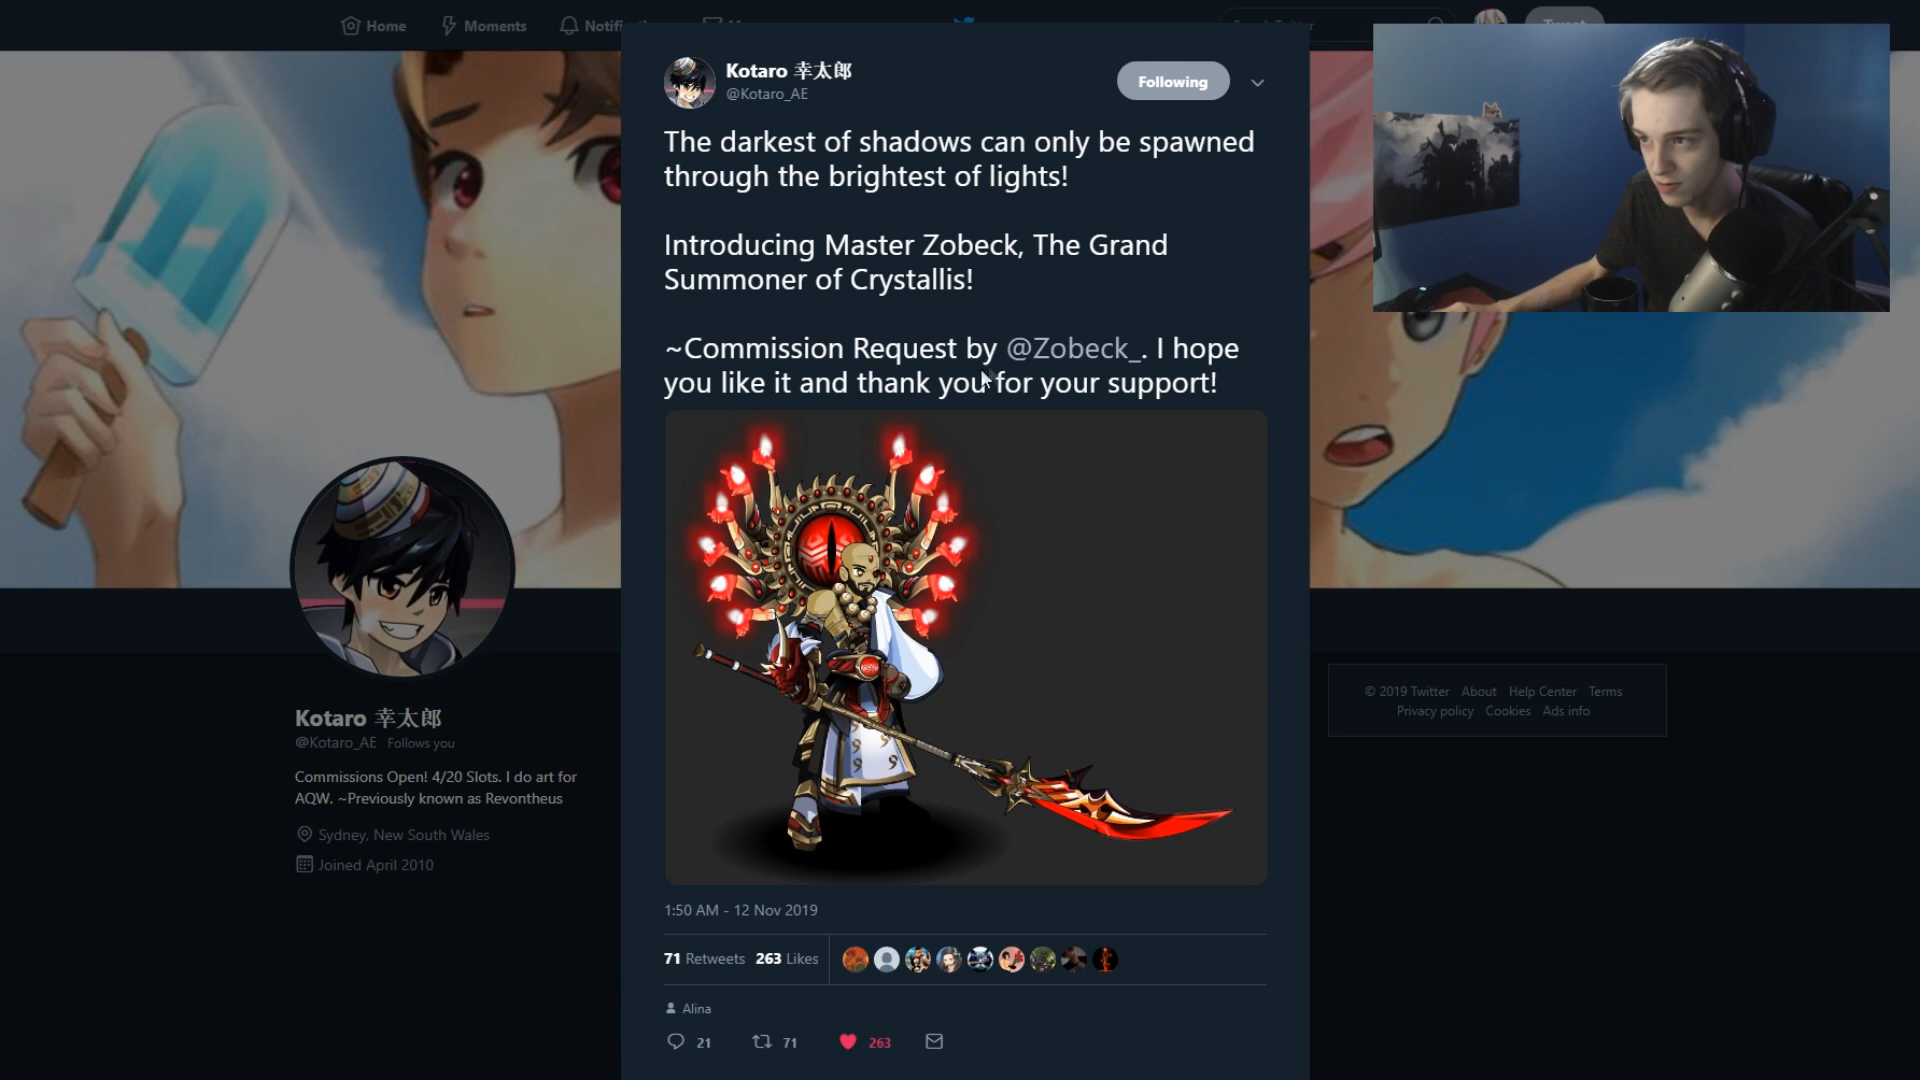 Home
Moments
Kotaro 幸太郎
@Kotaro_AE
Following
The darkest of shadows can only be spawned
through the brightest of lights!
Introducing Master Zobeck, The Grand
Summoner of Crystallis!
~Commission Request by @Zobeck_. I hope
you like it and thank you for your support!
1:50 AM - 12 Nov 2019
71 Retweets 263 Likes
Alina
21
71
263
Kotaro 幸太郎
@Kotaro_AE Follows you
Commissions Open! 4/20 Slots. I do art for
AQW. ~Previously known as Revontheus
Sydney, New South Wales
Joined April 2010
© 2019 Twitter About Help Center Terms
Privacy policy Cookies Ads info